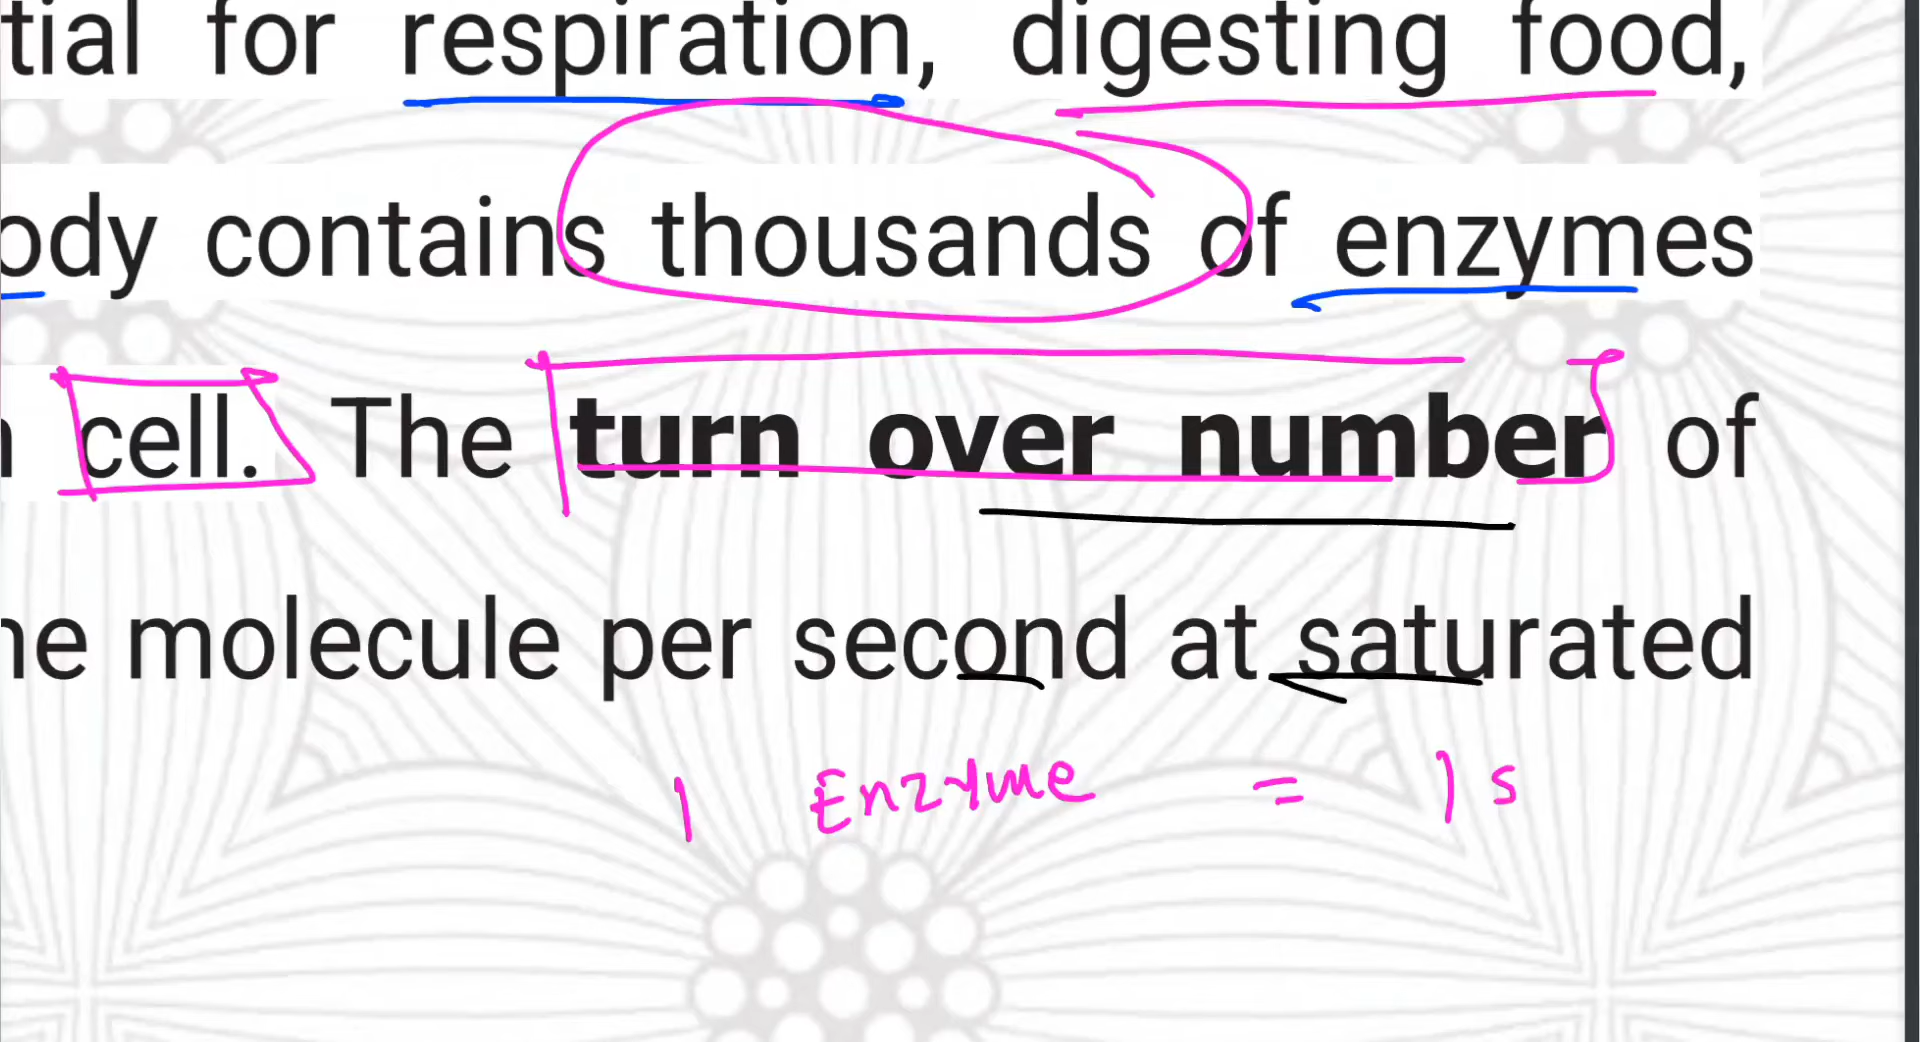 tial for respiration, digesting food,
ody contains thousands of enzymes
cell. The turn over number of
he molecule per second at saturated
1 Enzyme = 1 s